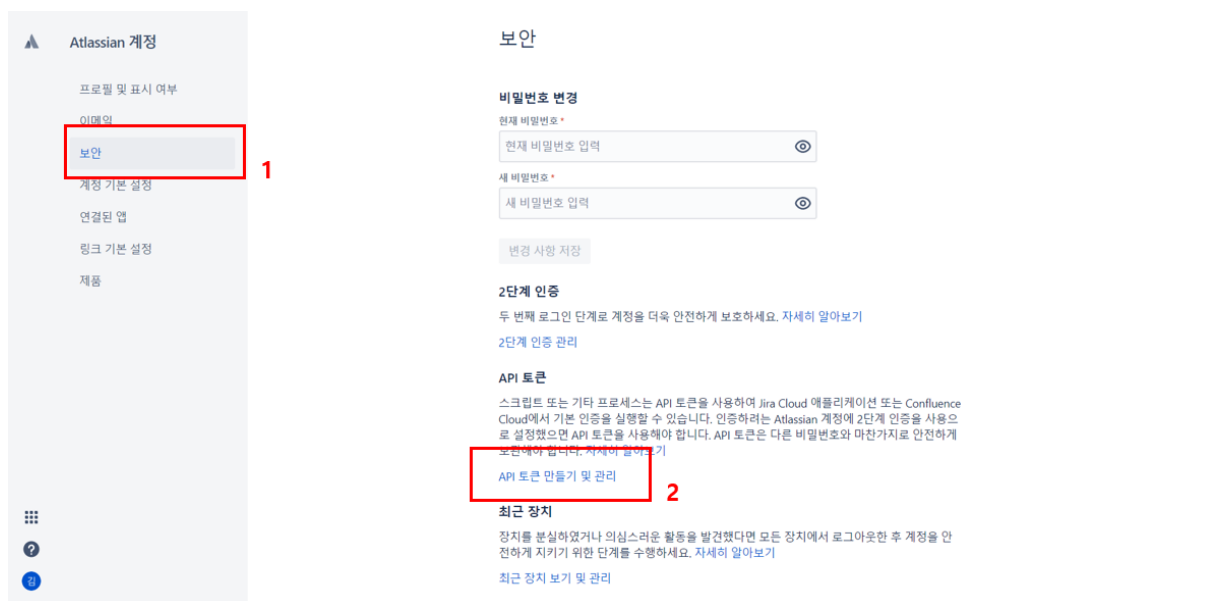 Atlassian 계정
프로필 및 표시 여부
이메일
보안
1
계정 기본 설정
연결된 앱
링크 기본 설정
제품
김
보안
비밀번호 변경
현재 비밀번호 *
현재 비밀번호 입력
새 비밀번호 *
새 비밀번호 입력
변경 사항 저장
2단계 인증
두 번째 로그인 단계로 계정을 더욱 안전하게 보호하세요. 자세히 알아보기
2단계 인증 관리
API 토큰
스크립트 또는 기타 프로세스는 API 토큰을 사용하여 Jira Cloud 애플리케이션 또는 Confluence
Cloud에서 기본 인증을 실행할 수 있습니다. 인증하려는 Atlassian 계정에 2단계 인증을 사용으
로 설정했으면 API 토큰을 사용해야 합니다. API 토큰은 다른 비밀번호와 마찬가지로 안전하게
보관해야 합니다. 자세히 알아보기
API 토큰 만들기 및 관리
2
최근 장치
장치를 분실하였거나 의심스러운 활동을 발견했다면 모든 장치에서 로그아웃한 후 계정을 안
전하게 지키기 위한 단계를 수행하세요. 자세히 알아보기
최근 장치 보기 및 관리